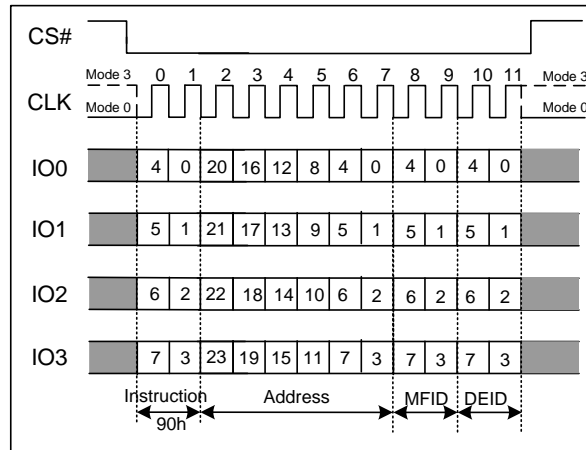 CS#
Mode 3 0 1 2 3 4 5 6 7 8 9 10 11 Mode 3
CLK
Mode 0 Mode 0
IO0 4 0 20 16 12 8 4 0 4 0 4 0
IO1 5 1 21 17 13 9 5 1 5 1 5 1
IO2 6 2 22 18 14 10 6 2 6 2 6 2
IO3 7 3 23 19 15 11 7 3 7 3 7 3
Instruction Address MFID DEID
90h